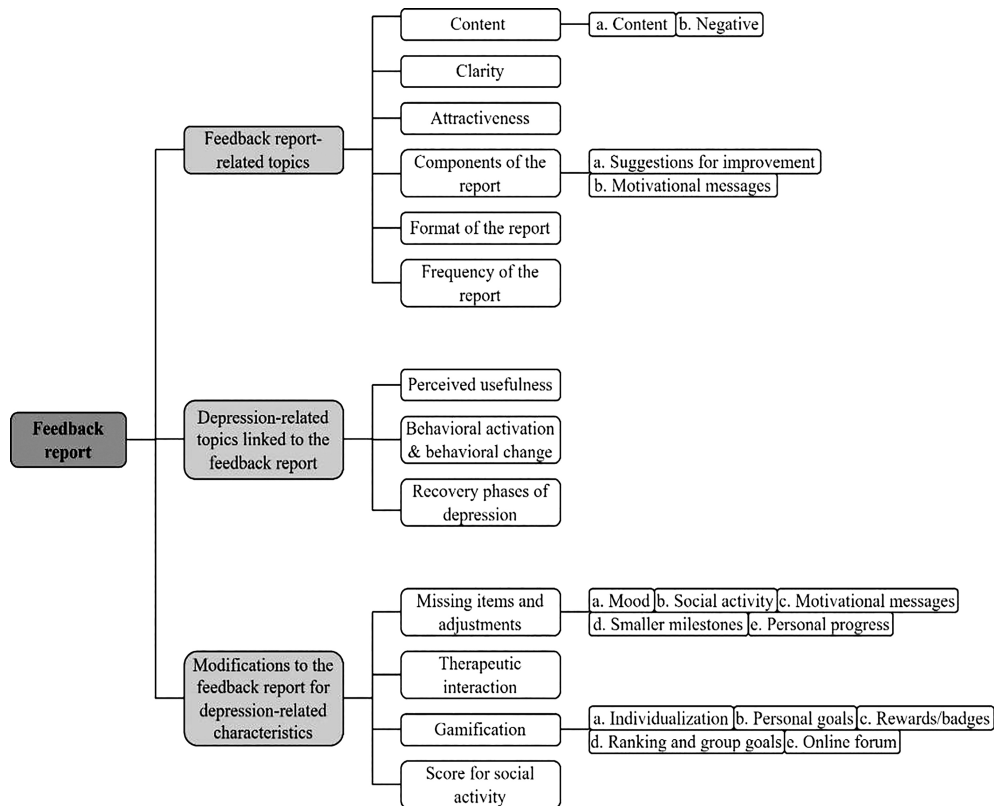 Feedback
report
Feedback report-
related topics
Content
a. Content b. Negative
Clarity
Attractiveness
Components of the
report
a. Suggestions for improvement
b. Motivational messages
Format of the report
Frequency of the
report
Depression-related
topics linked to the
feedback report
Perceived usefulness
Behavioral activation
& behavioral change
Recovery phases of
depression
Modifications to the
feedback report for
depression-related
characteristics
Missing items and
adjustments
a. Mood b. Social activity c. Motivational messages
d. Smaller milestones e. Personal progress
Therapeutic
interaction
Gamification
a. Individualization b. Personal goals c. Rewards/badges
d. Ranking and group goals e. Online forum
Score for social
activity